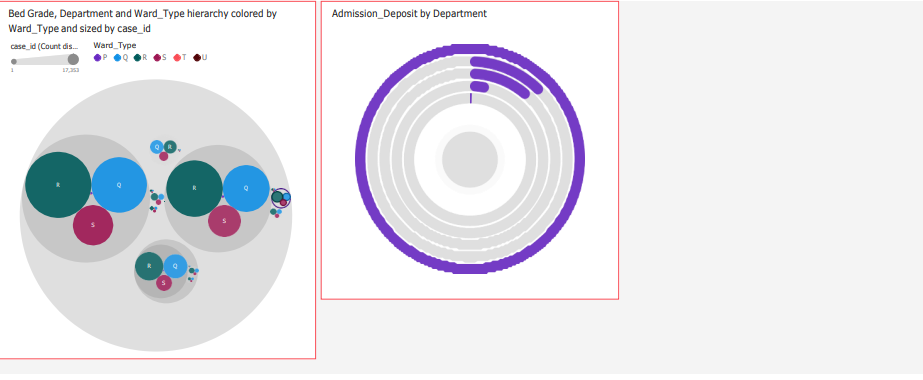 Bed Grade, Department and Ward_Type hierarchy colored by
Ward_Type and sized by case_id
case_id (Count dis...
1 17,353
Ward_Type
P Q R S T U
Q R
R Q S
R Q S
R Q S
Admission_Deposit by Department